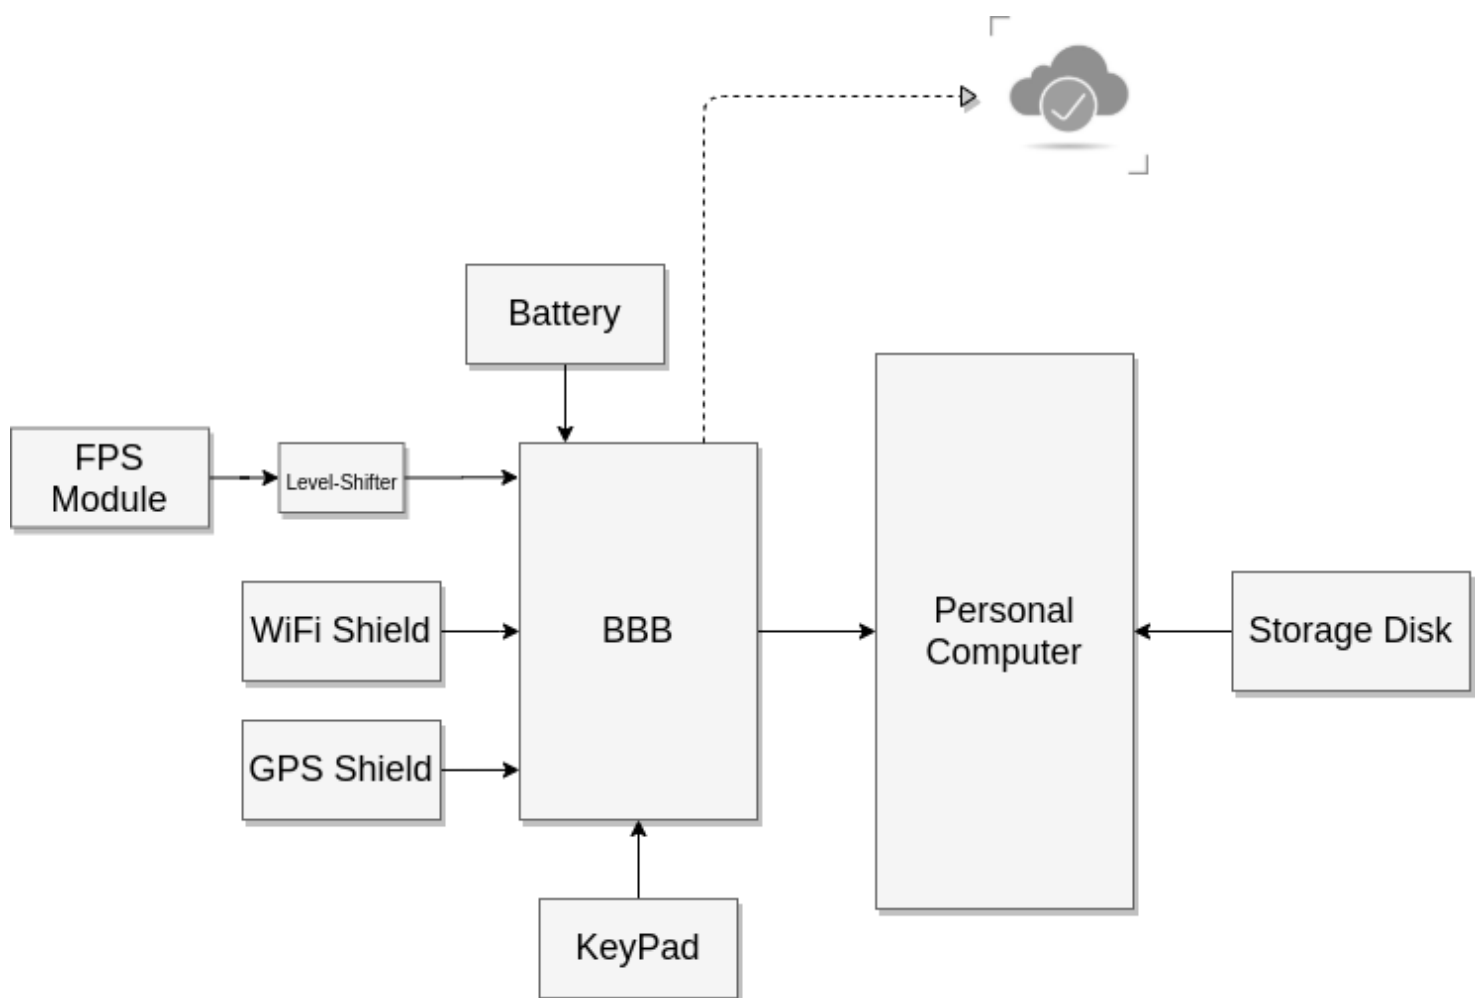 Battery
FPS
Module
Level-Shifter
WiFi Shield
BBB
Personal
Computer
Storage Disk
GPS Shield
KeyPad